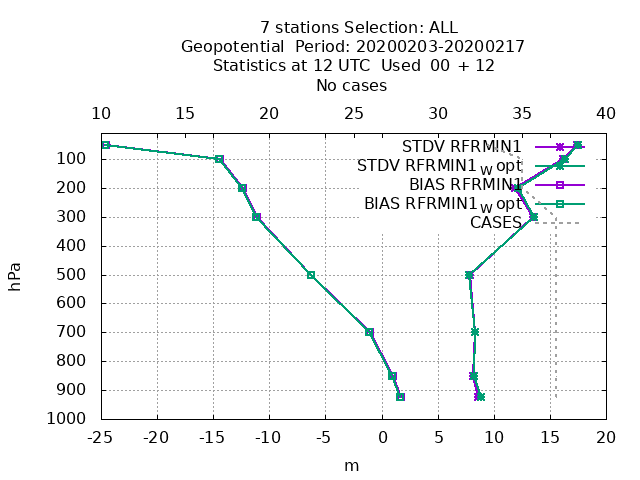 7 stations Selection: ALL
Geopotential  Period: 20200203-20200217
Statistics at 12 UTC  Used  00 + 12
No cases
10 15 20 25 30 35 40
STDV RFRMIN1
STDV RFRMIN1_W opt
BIAS RFRMIN1
BIAS RFRMIN1_W opt
CASES
hPa
100
200
300
400
500
600
700
800
900
1000
-25 -20 -15 -10 -5 0 5 10 15 20
m